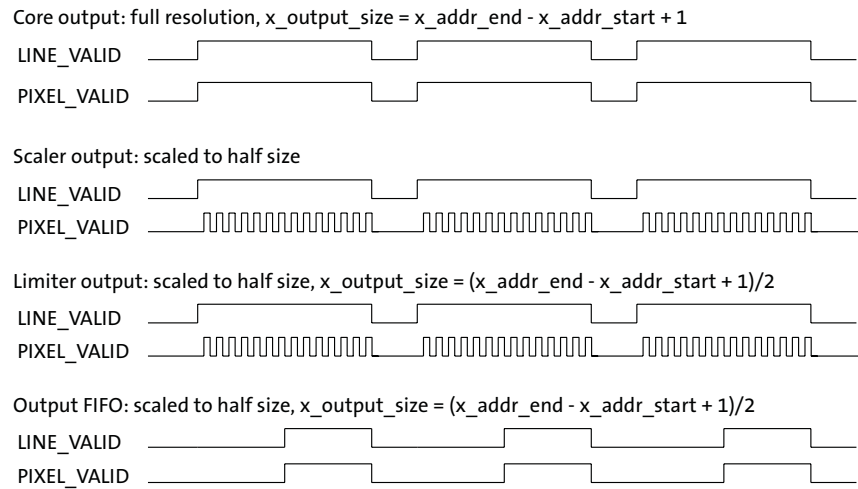 Core output: full resolution, x_output_size = x_addr_end - x_addr_start + 1
LINE_VALID
PIXEL_VALID
Scaler output: scaled to half size
LINE_VALID
PIXEL_VALID
Limiter output: scaled to half size, x_output_size = (x_addr_end - x_addr_start + 1)/2
LINE_VALID
PIXEL_VALID
Output FIFO: scaled to half size, x_output_size = (x_addr_end - x_addr_start + 1)/2
LINE_VALID
PIXEL_VALID